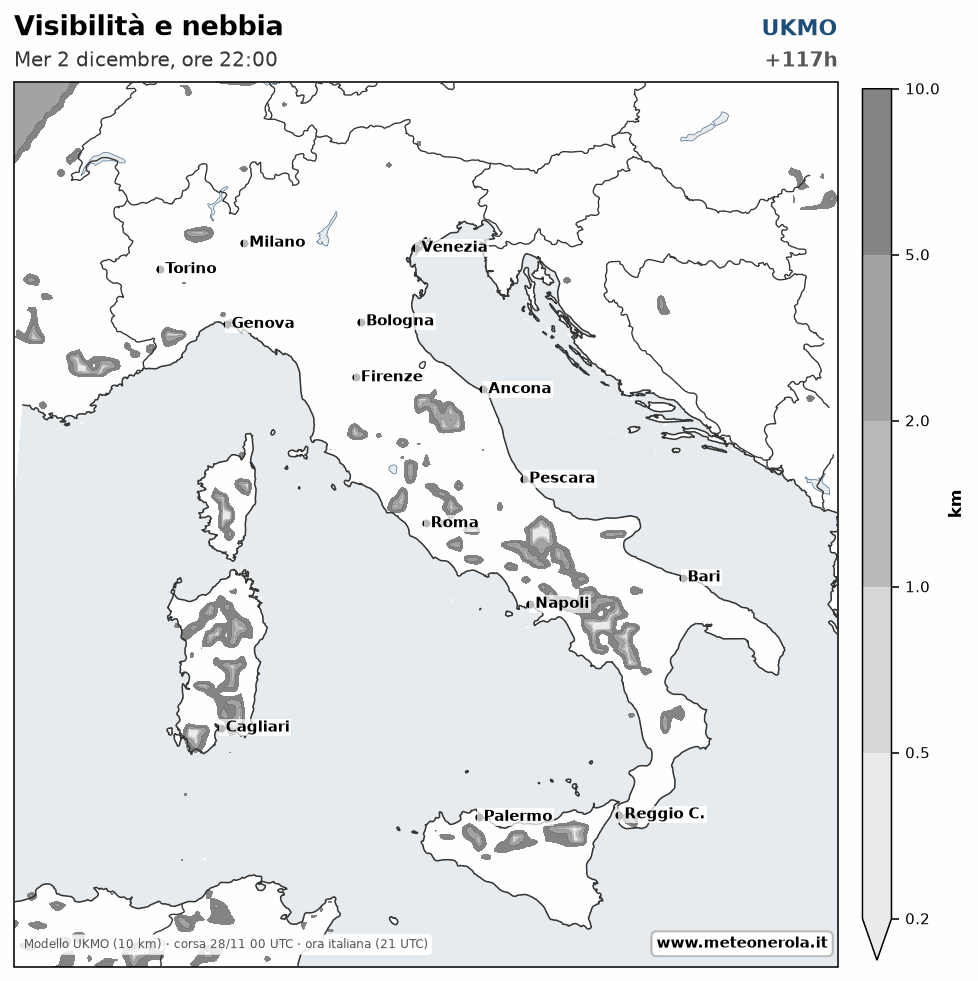 Visibilità e nebbia
UKMO
Mer 2 dicembre, ore 22:00
+117h
10.0
5.0
2.0
1.0
0.5
0.2
km
Milano
Venezia
Torino
Genova
Bologna
Firenze
Ancona
Pescara
Roma
Bari
Napoli
Cagliari
Palermo
Reggio C.
Modello UKMO (10 km) · corsa 28/11 00 UTC · ora italiana (21 UTC)
www.meteonerola.it